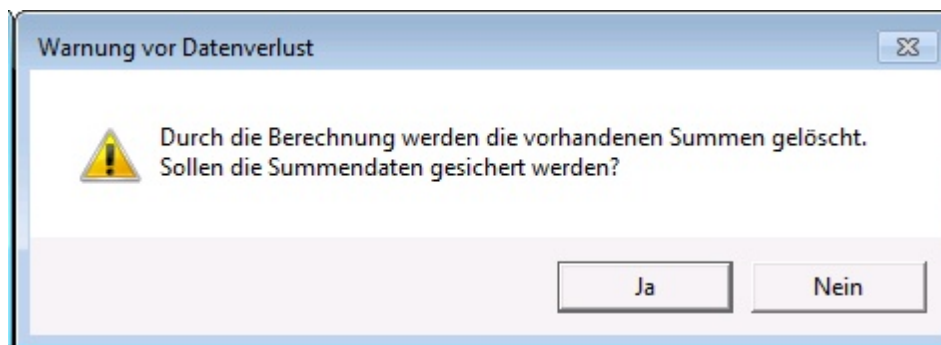 Warnung vor Datenverlust
Durch die Berechnung werden die vorhandenen Summen gelöscht.
Sollen die Summendaten gesichert werden?
Ja
Nein